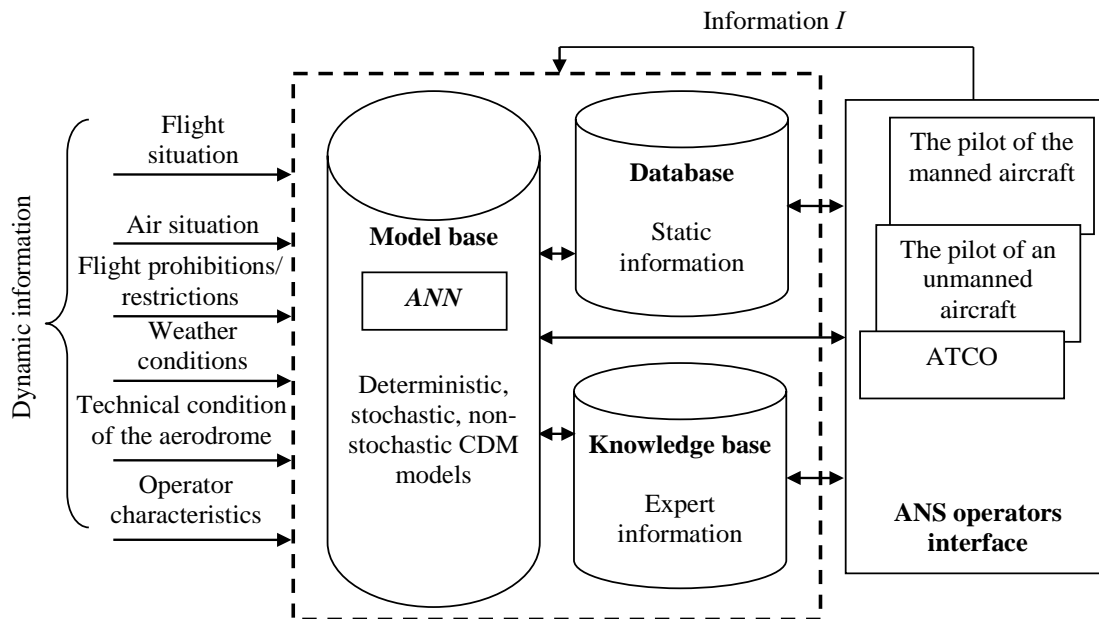 Information I
Dynamic information
Flight
situation
Air situation
Flight prohibitions/
restrictions
Weather
conditions
Technical condition
of the aerodrome
Operator
characteristics
Model base
ANN
Deterministic,
stochastic, non-
stochastic CDM
models
Database
Static
information
Knowledge base
Expert
information
The pilot of the
manned aircraft
The pilot of an
unmanned
aircraft
ATCO
ANS operators
interface